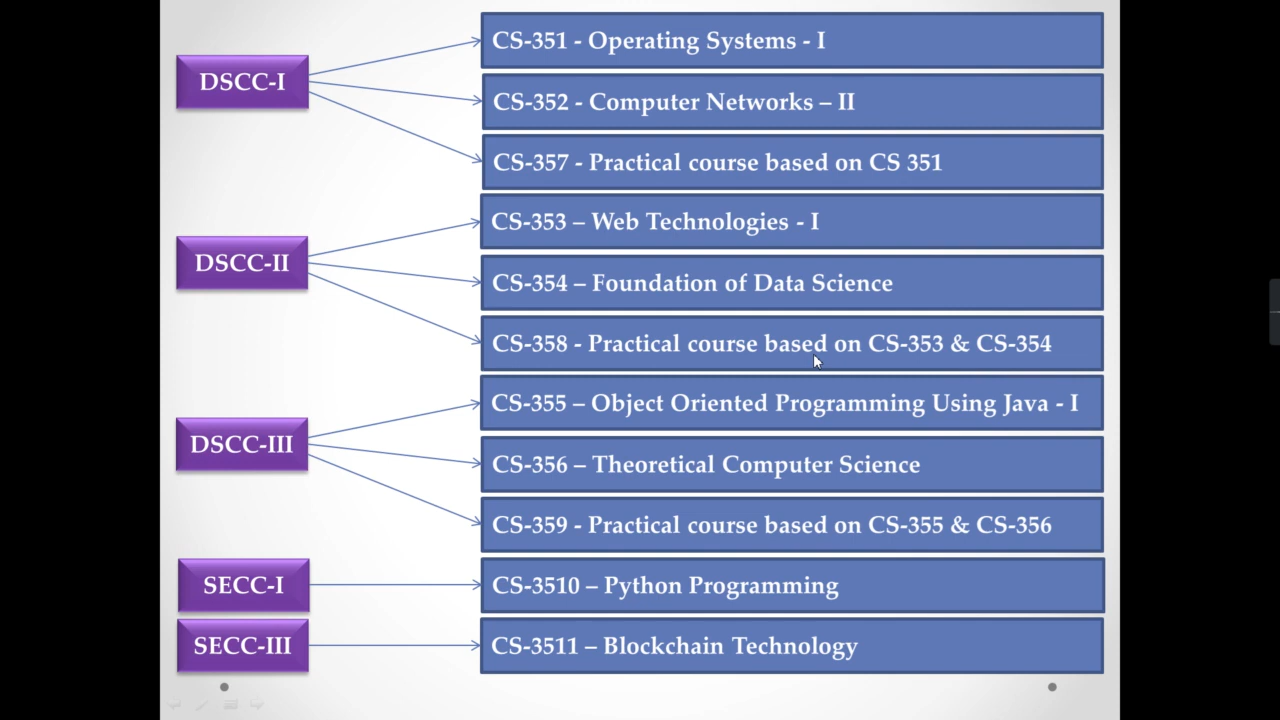 DSCC-I
CS-351 - Operating Systems - I
CS-352 - Computer Networks – II
CS-357 - Practical course based on CS 351
DSCC-II
CS-353 – Web Technologies - I
CS-354 – Foundation of Data Science
CS-358 - Practical course based on CS-353 & CS-354
DSCC-III
CS-355 – Object Oriented Programming Using Java - I
CS-356 – Theoretical Computer Science
CS-359 - Practical course based on CS-355 & CS-356
SECC-I
CS-3510 – Python Programming
SECC-III
CS-3511 – Blockchain Technology